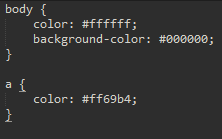 body {
    color: #ffffff;
    background-color: #000000;
}

a {
    color: #ff69b4;
}